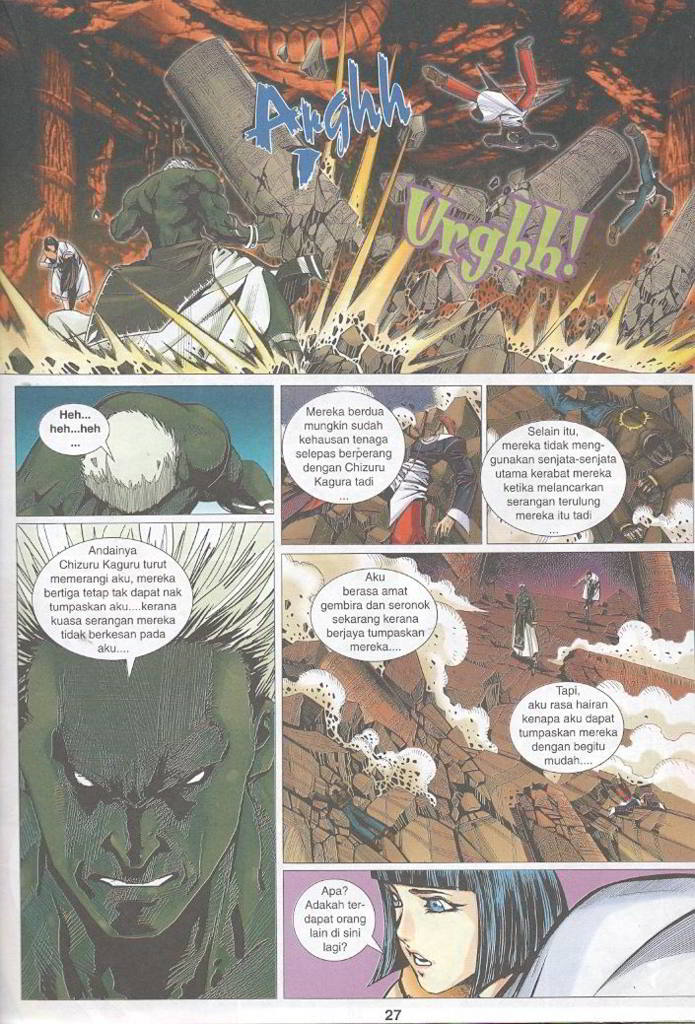 Arghh
Urghh!
Heh...
heh...heh
...
Mereka berdua
mungkin sudah
kehausan tenaga
selepas berperang
dengan Chizuru
Kagura tadi
...
Selain itu,
mereka tidak meng-
gunakan senjata-senjata
utama kerabat mereka
ketika melancarkan
serangan terulung
mereka itu tadi
...
Andainya
Chizuru Kaguru turut
memerangi aku, mereka
bertiga tetap tak dapat nak
tumpaskan aku....kerana
kuasa serangan mereka
tidak berkesan pada
aku....
Aku
berasa amat
gembira dan seronok
sekarang kerana
berjaya tumpaskan
mereka....
Tapi,
aku rasa hairan
kenapa aku dapat
tumpaskan mereka
dengan begitu
mudah....
Apa?
Adakah ter-
dapat orang
lain di sini
lagi?
27